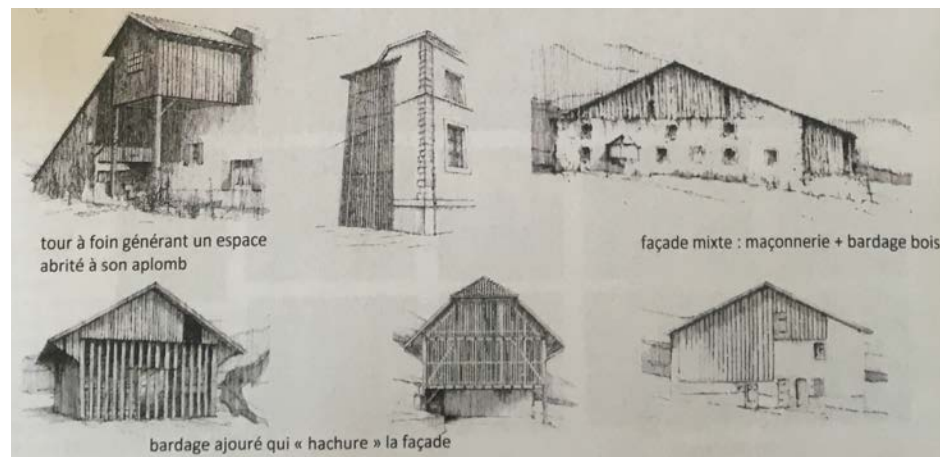 tour à foin générant un espace
abrité à son aplomb
façade mixte : maçonnerie + bardage bois
bardage ajouré qui « hachure » la façade